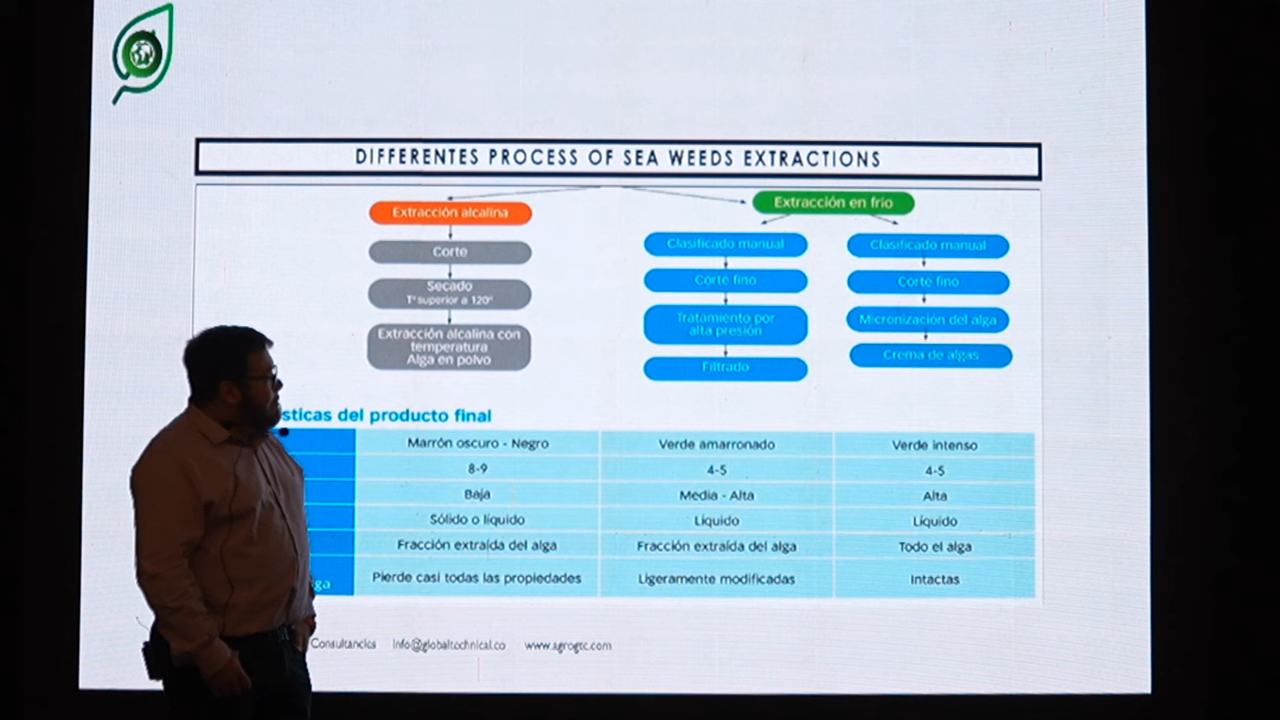 DIFFERENTES PROCESS OF SEA WEEDS EXTRACTIONS
Extracción alcalina
Corte
Secado
Tª superior a 120º
Extracción alcalina con
temperatura
Alga en polvo
Extracción en frio
Clasificado manual
Corte fino
Tratamiento por
alta presión
Filtrado
Clasificado manual
Corte fino
Micronización del alga
Crema de algas
sticas del producto final
Marrón oscuro - Negro
Verde amarronado
Verde intenso
8-9
4-5
4-5
Baja
Media - Alta
Alta
Sólido o líquido
Líquido
Líquido
Fracción extraída del alga
Fracción extraída del alga
Todo el alga
ga
Pierde casi todas las propiedades
Ligeramente modificadas
Intactas
Consultancies info@globaltechnical.co www.agrogtc.com